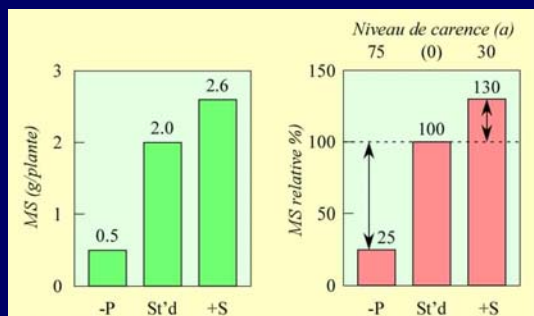 Niveau de carence (a)
75 (0) 30
MS (g/plante)
3
2
1
0
0.5
2.0
2.6
-P St'd +S
MS relative %
150
100
50
0
25
100
130
-P St'd +S